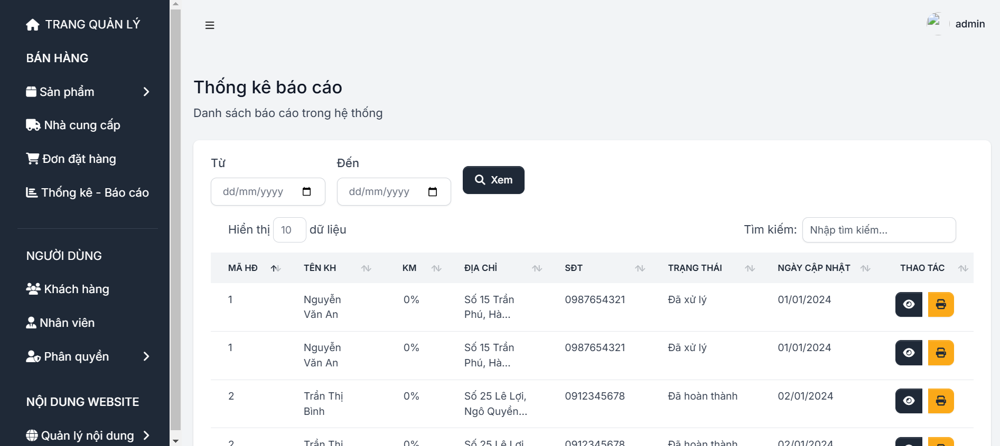 TRANG QUẢN LÝ
BÁN HÀNG
Sản phẩm
Nhà cung cấp
Đơn đặt hàng
Thống kê - Báo cáo
NGƯỜI DÙNG
Khách hàng
Nhân viên
Phân quyền
NỘI DUNG WEBSITE
Quản lý nội dung
admin
Thống kê báo cáo
Danh sách báo cáo trong hệ thống
Từ Đến
dd/mm/yyyy dd/mm/yyyy Xem
Hiển thị 10 dữ liệu Tìm kiếm: Nhập tìm kiếm...
MÃ HĐ TÊN KH KM ĐỊA CHỈ SĐT TRẠNG THÁI NGÀY CẬP NHẬT THAO TÁC
1 Nguyễn 0% Số 15 Trần 0987654321 Đã xử lý 01/01/2024
Văn An Phú, Hà...
1 Nguyễn 0% Số 15 Trần 0987654321 Đã xử lý 01/01/2024
Văn An Phú, Hà...
2 Trần Thị 0% Số 25 Lê Lợi, 0912345678 Đã hoàn thành 02/01/2024
Bình Ngô Quyền...
2 Trần Thị 0% Số 25 Lê Lợi, 0912345678 Đã hoàn thành 02/01/2024